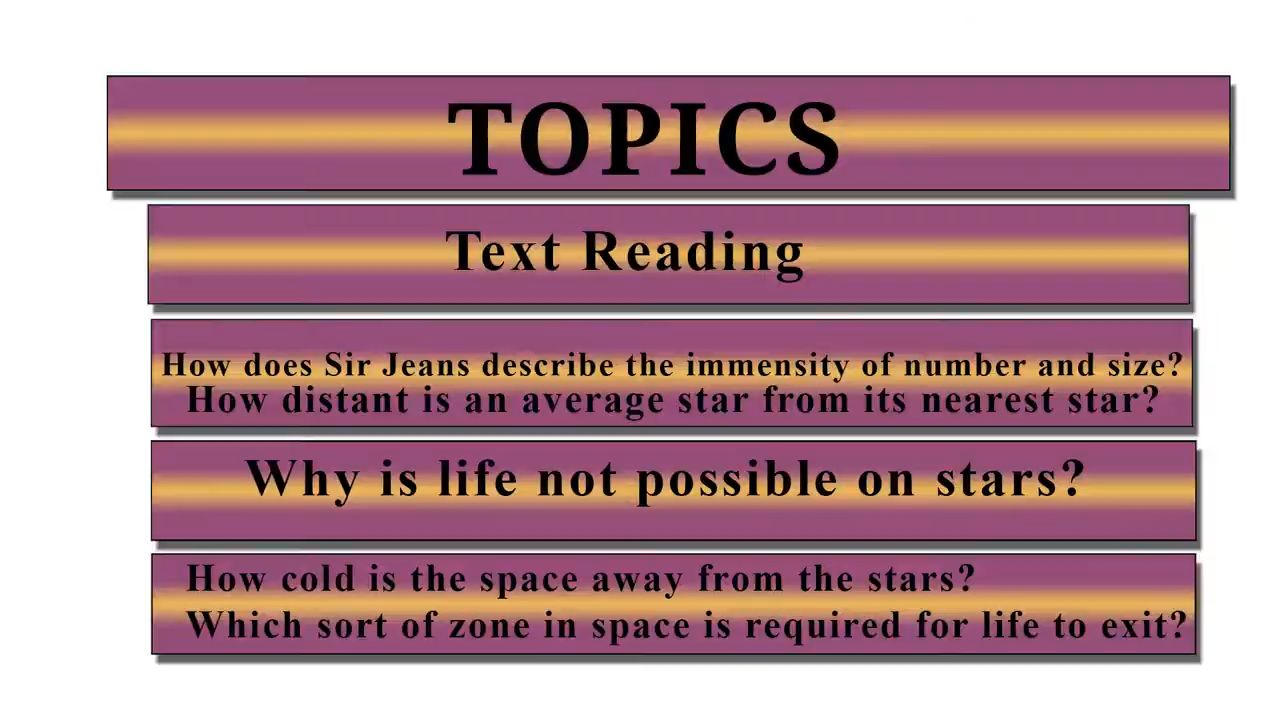 TOPICS
Text Reading
How does Sir Jeans describe the immensity of number and size?
How distant is an average star from its nearest star?
Why is life not possible on stars?
How cold is the space away from the stars?
Which sort of zone in space is required for life to exit?